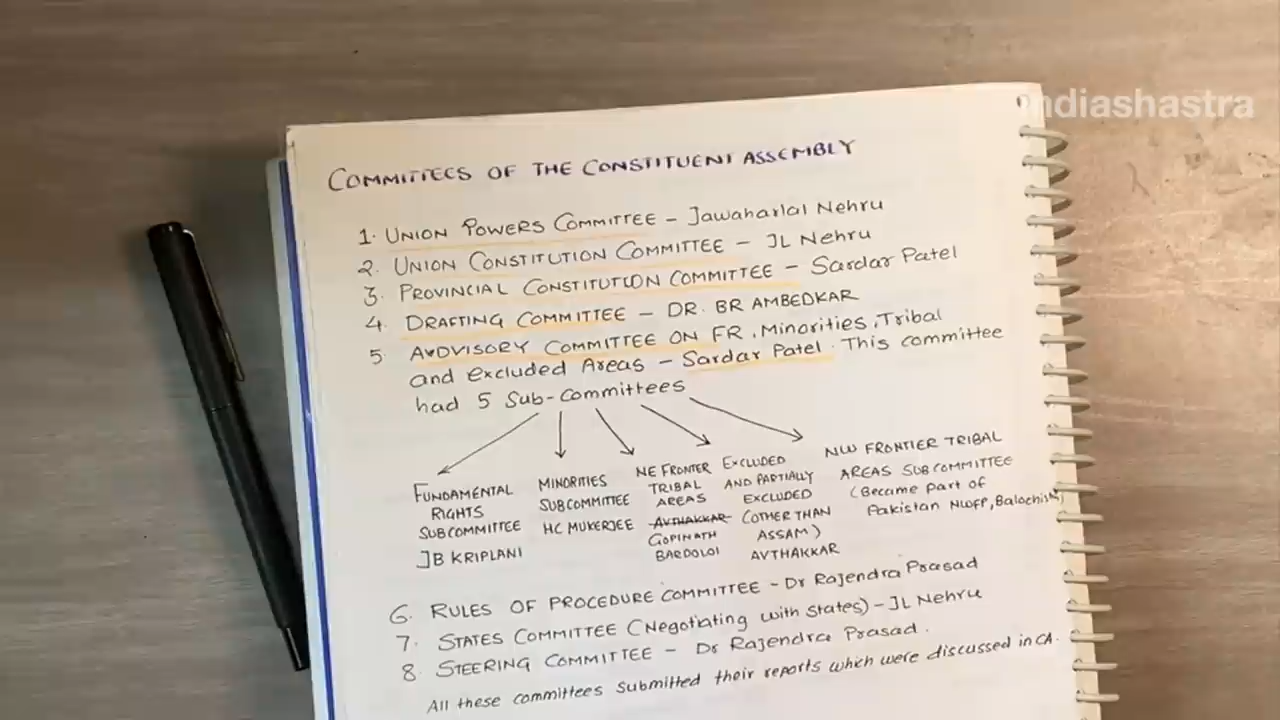 indiashastra
COMMITTEES OF THE CONSTITUENT ASSEMBLY
1. UNION POWERS COMMITTEE - Jawaharlal Nehru
2. UNION CONSTITUTION COMMITTEE - JL Nehru
3. PROVINCIAL CONSTITUTION COMMITTEE - Sardar Patel
4. DRAFTING COMMITTEE - DR. BR AMBEDKAR
5. ADVISORY COMMITTEE ON FR, Minorities, Tribal
and excluded Areas - Sardar Patel. This committee
had 5 Sub-committees
FUNDAMENTAL
RIGHTS
SUBCOMMITTEE
JB KRIPLANI
MINORITIES
SUBCOMMITTEE
HC MUKERJEE
NE FRONTER
TRIBAL
AREAS
AVTHAKKAR
GOPINATH
BARDOLOI
EXCLUDED
AND PARTIALLY
EXCLUDED
(OTHER THAN
ASSAM)
AVTHAKKAR
NW FRONTIER TRIBAL
AREAS SUBCOMMITTEE
(Became part of
Pakistan NWFP, Balochistn)
6. RULES OF PROCEDURE COMMITTEE - Dr Rajendra Prasad
7. STATES COMMITTEE (Negotiating with states) - JL Nehru
8. STEERING COMMITTEE - Dr Rajendra Prasad.
All these committees submitted their reports which were discussed in CA.